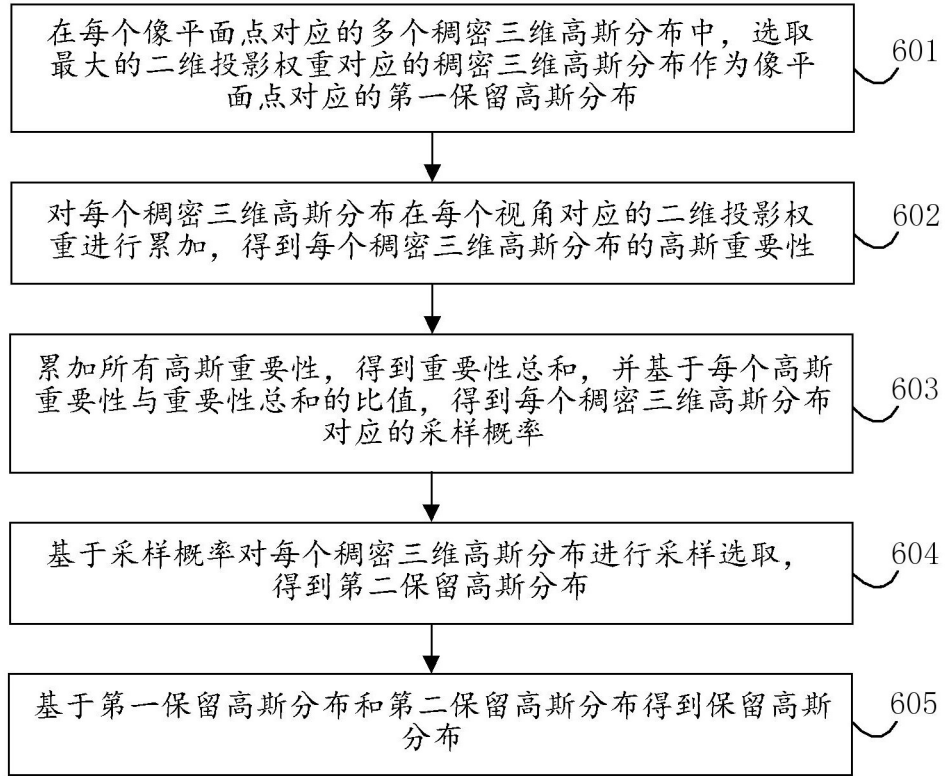 在每个像平面点对应的多个稠密三维高斯分布中，选取
最大的二维投影权重对应的稠密三维高斯分布作为像平
面点对应的第一保留高斯分布
601
对每个稠密三维高斯分布在每个视角对应的二维投影权
重进行累加，得到每个稠密三维高斯分布的高斯重要性
602
累加所有高斯重要性，得到重要性总和，并基于每个高斯
重要性与重要性总和的比值，得到每个稠密三维高斯分布
对应的采样概率
603
基于采样概率对每个稠密三维高斯分布进行采样选取，
得到第二保留高斯分布
604
基于第一保留高斯分布和第二保留高斯分布得到保留高斯
分布
605